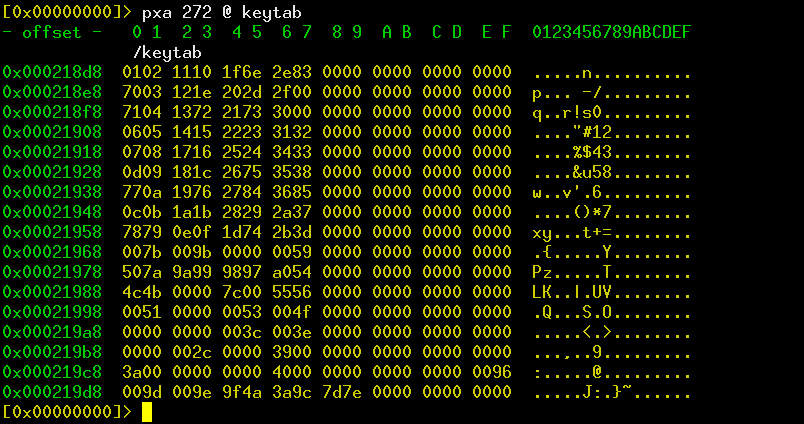 [0x00000000]> pxa 272 @ keytab
- offset -   0 1  2 3  4 5  6 7  8 9  A B  C D  E F  0123456789ABCDEF
             /keytab
0x000218d8  0102 1110 1f6e 2e83 0000 0000 0000 0000  .....n..........
0x000218e8  7003 121e 202d 2f00 0000 0000 0000 0000  p... -/.........
0x000218f8  7104 1372 2173 3000 0000 0000 0000 0000  q..r!s0.........
0x00021908  0605 1415 2223 3132 0000 0000 0000 0000  ...."#12........
0x00021918  0708 1716 2524 3433 0000 0000 0000 0000  ....%$43........
0x00021928  0d09 181c 2675 3538 0000 0000 0000 0000  ....&u58........
0x00021938  770a 1976 2784 3685 0000 0000 0000 0000  w..v'.6.........
0x00021948  0c0b 1a1b 2829 2a37 0000 0000 0000 0000  ....()*7........
0x00021958  7879 0e0f 1d74 2b3d 0000 0000 0000 0000  xy...t+=........
0x00021968  007b 009b 0000 0059 0000 0000 0000 0000  .{.....Y........
0x00021978  507a 9a99 9897 a054 0000 0000 0000 0000  Pz.....T........
0x00021988  4c4b 0000 7c00 5556 0000 0000 0000 0000  LK..|.UV........
0x00021998  0051 0000 0053 004f 0000 0000 0000 0000  .Q...S.O........
0x000219a8  0000 0000 003c 003e 0000 0000 0000 0000  .....<.>........
0x000219b8  0000 002c 0000 3900 0000 0000 0000 0000  ...,..9.........
0x000219c8  3a00 0000 0000 4000 0000 0000 0000 0096  :.....@.........
0x000219d8  009d 009e 9f4a 3a9c 7d7e 0000 0000 0000  .....J:.}~......
[0x00000000]>